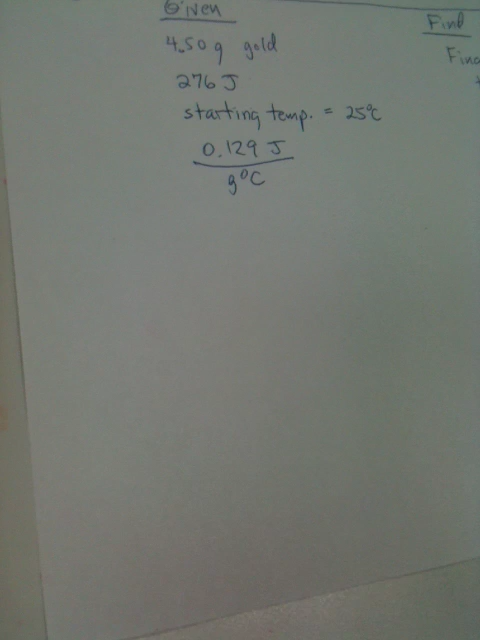 Given
Find
4.50 g gold
276 J
starting temp. = 25°C
0.129 J
g°C